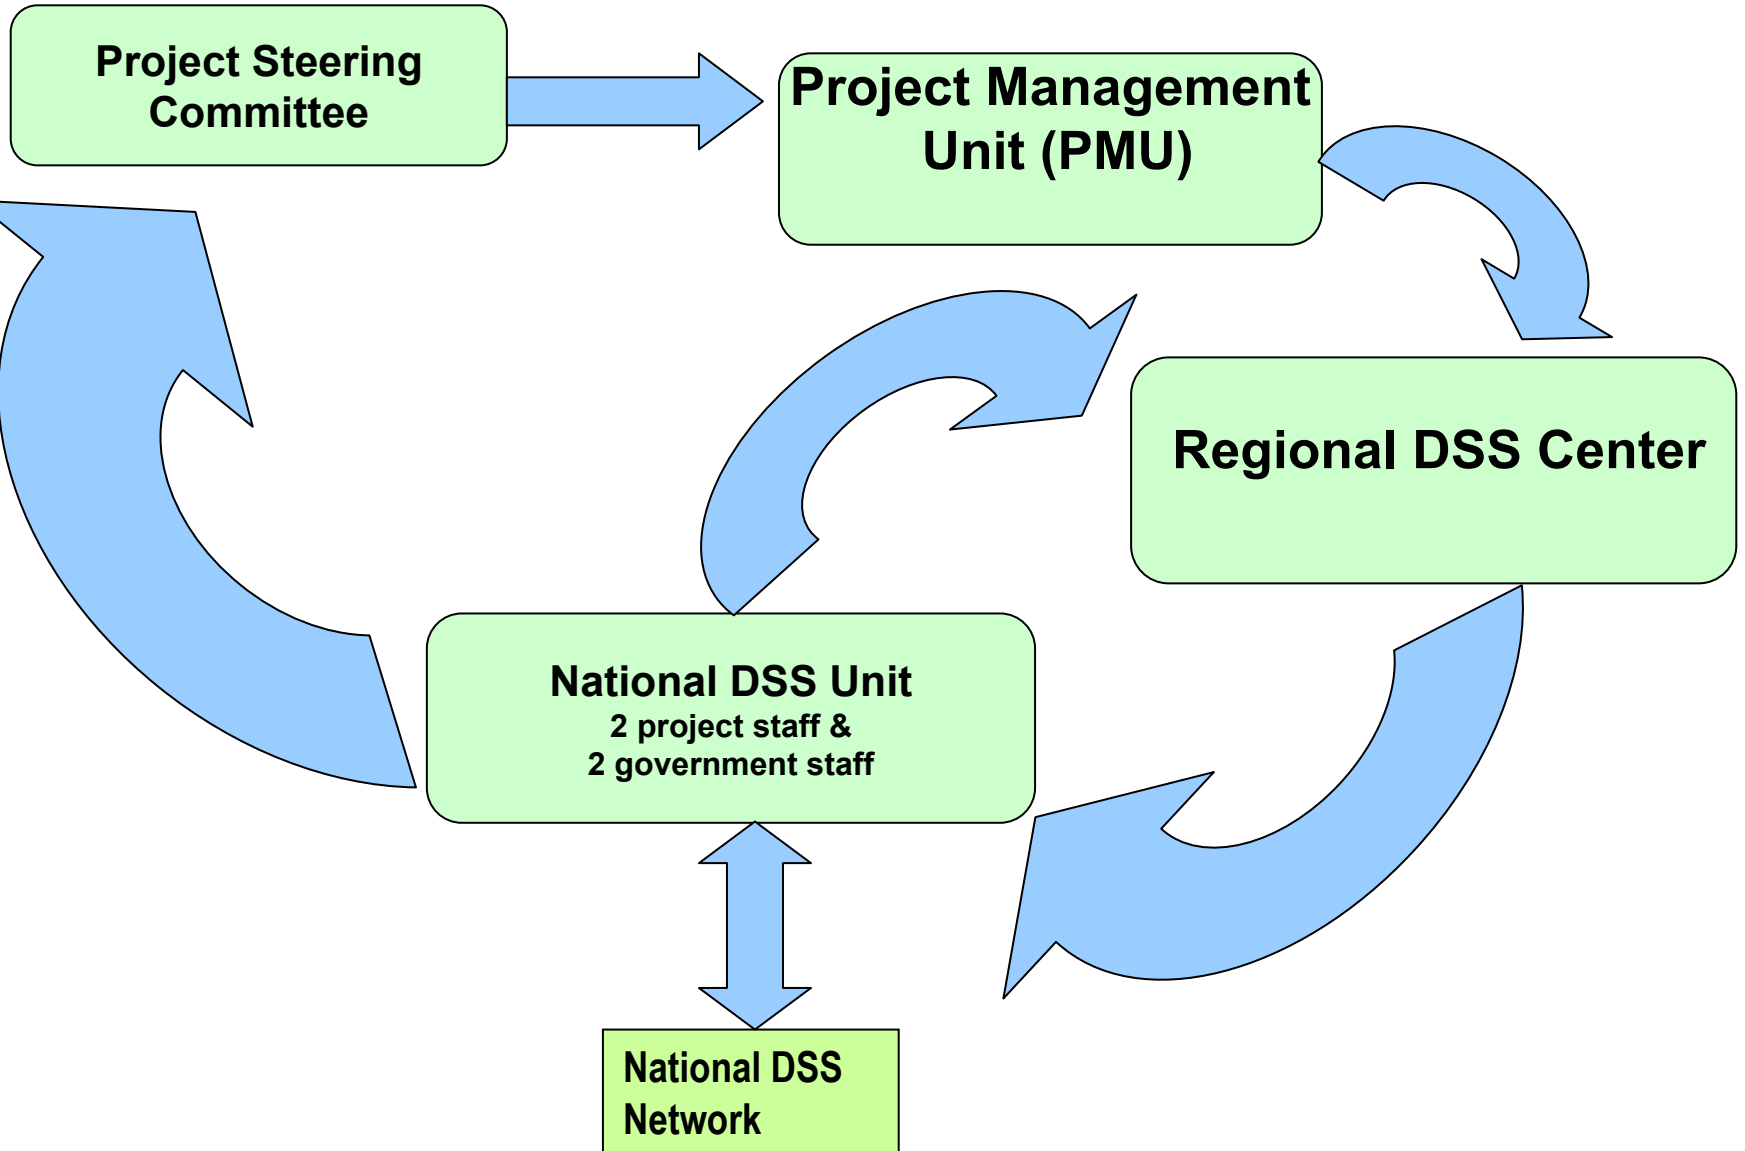 Project Steering
Committee
Project Management
Unit (PMU)
Regional DSS Center
National DSS Unit
2 project staff &
2 government staff
National DSS
Network